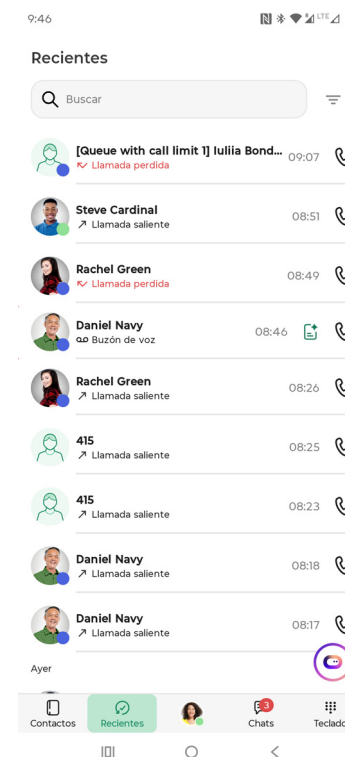 9:46
LTE
Recientes
Buscar
[Queue with call limit 1] Iuliia Bond...
09:07
Llamada perdida
Steve Cardinal
08:51
Llamada saliente
Rachel Green
08:49
Llamada perdida
Daniel Navy
08:46
Buzón de voz
Rachel Green
08:26
Llamada saliente
415
08:25
Llamada saliente
415
08:23
Llamada saliente
Daniel Navy
08:18
Llamada saliente
Daniel Navy
08:17
Llamada saliente
Ayer
3
Contactos
Recientes
Chats
Teclado